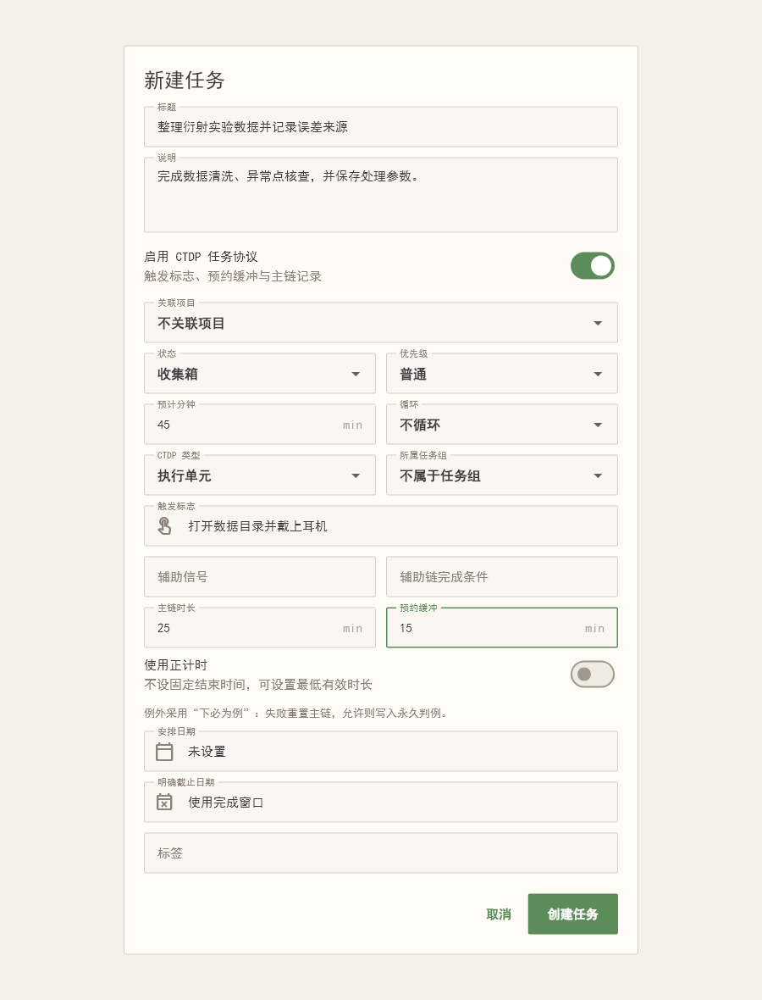 新建任务
标题
整理衍射实验数据并记录误差来源
说明
完成数据清洗、异常点核查，并保存处理参数。
启用 CTDP 任务协议
触发标志、预约缓冲与主链记录
关联项目
不关联项目
状态
收集箱
优先级
普通
预计分钟
45 min
循环
不循环
CTDP 类型
执行单元
所属任务组
不属于任务组
触发标志
打开数据目录并戴上耳机
辅助信号
辅助链完成条件
主链时长
25 min
预约缓冲
15 min
使用正计时
不设固定结束时间，可设置最低有效时长
例外采用“下必为例”：失败重置主链，允许则写入永久判例。
安排日期
未设置
明确截止日期
使用完成窗口
标签
取消
创建任务